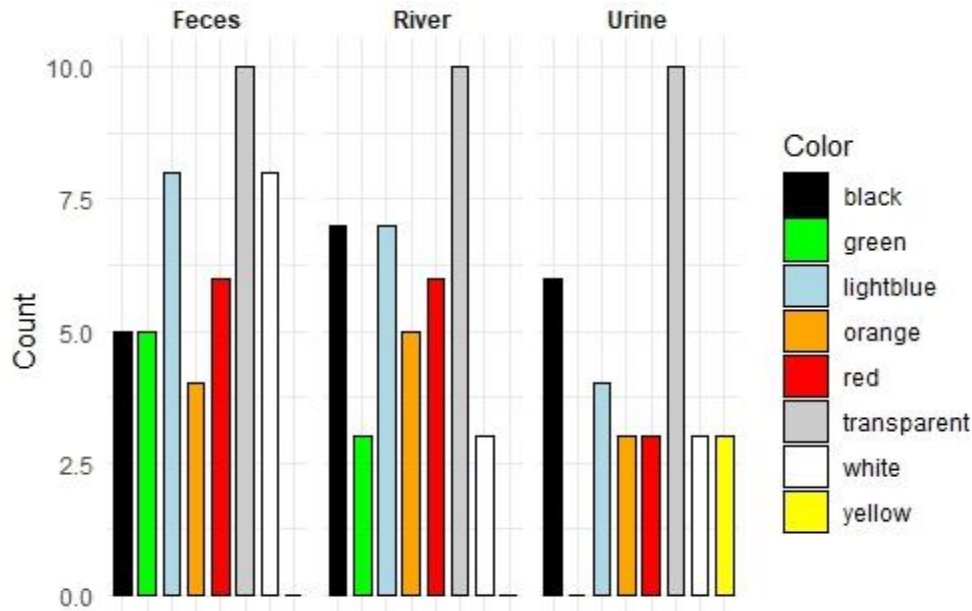 Feces River Urine
10.0
7.5
5.0
2.5
0.0
Count
Color
black
green
lightblue
orange
red
transparent
white
yellow